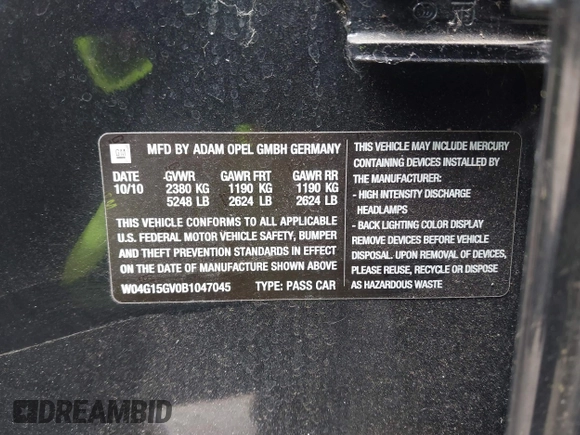 GM
MFD BY ADAM OPEL GMBH GERMANY
DATE GVWR GAWR FRT GAWR RR
10/10 2380 KG 1190 KG 1190 KG
5248 LB 2624 LB 2624 LB
THIS VEHICLE CONFORMS TO ALL APPLICABLE
U.S. FEDERAL MOTOR VEHICLE SAFETY, BUMPER
AND THEFT PREVENTION STANDARDS IN EFFECT
ON THE DATE OF MANUFACTURE SHOWN ABOVE
W04G15GV0B1047045 TYPE: PASS CAR
THIS VEHICLE MAY INCLUDE MERCURY
CONTAINING DEVICES INSTALLED BY
THE MANUFACTURER:
- HIGH INTENSITY DISCHARGE
HEADLAMPS
- BACK LIGHTING COLOR DISPLAY
REMOVE DEVICES BEFORE VEHICLE
DISPOSAL. UPON REMOVAL OF DEVICES,
PLEASE REUSE, RECYCLE OR DISPOSE
AS HAZARDOUS WASTE
DREAMBID